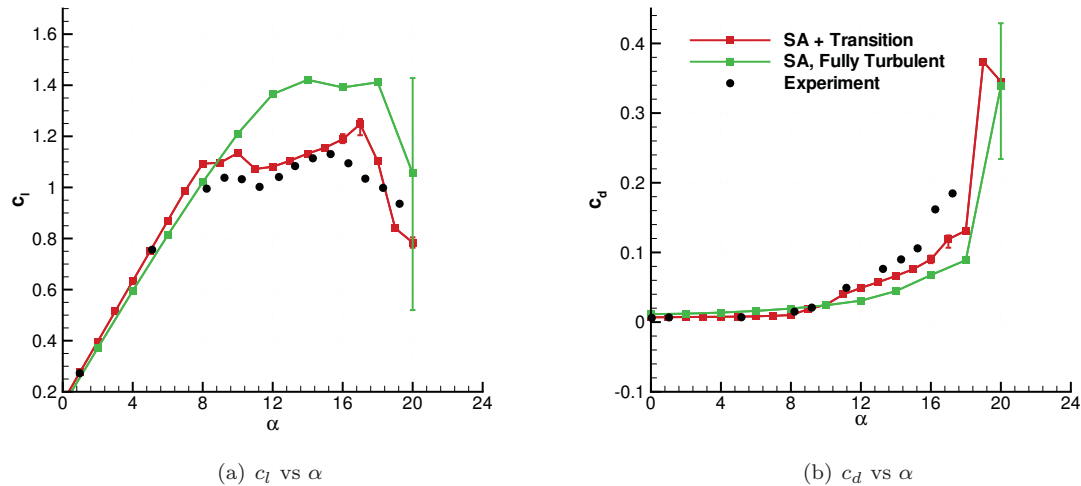 1.6
1.4
1.2
1
0.8
0.6
0.4
0.2
c_l
0 4 8 12 16 20 24
α
(a) c_l vs α
0.4
0.3
0.2
0.1
0
-0.1
c_d
SA + Transition
SA, Fully Turbulent
Experiment
0 4 8 12 16 20 24
α
(b) c_d vs α